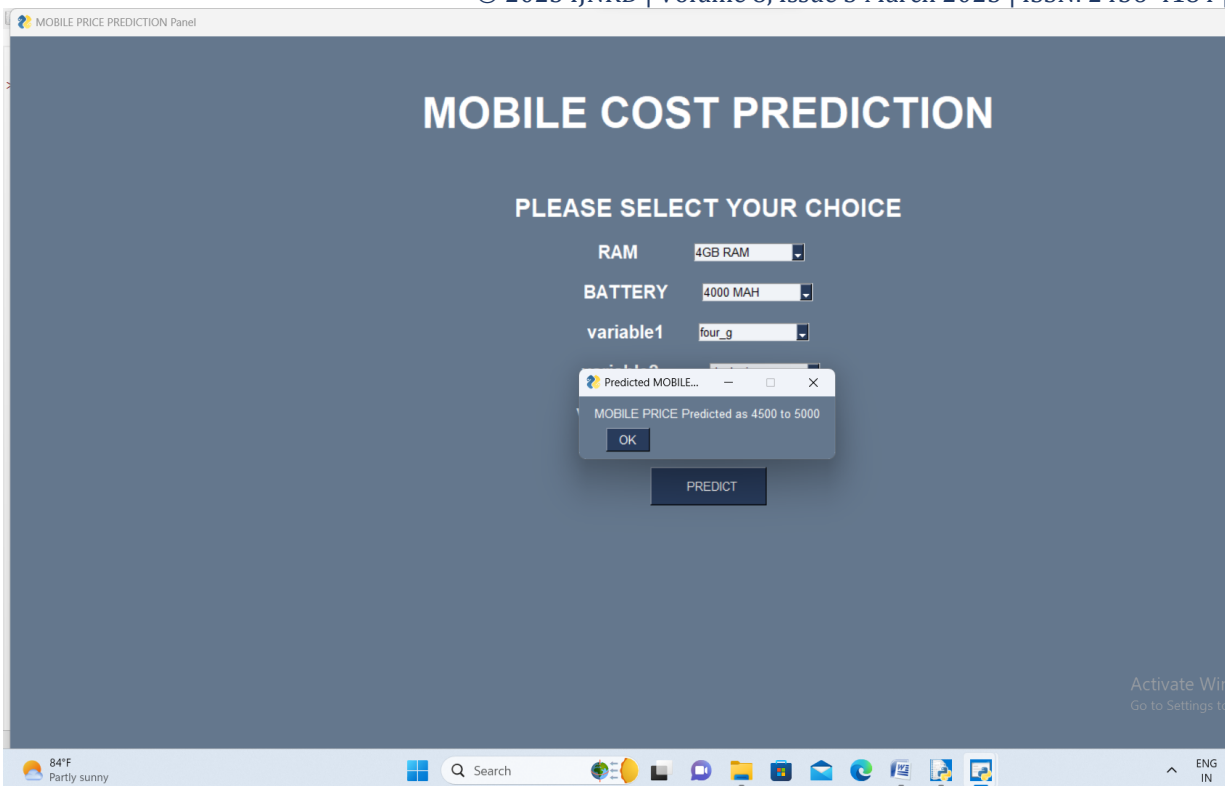 MOBILE PRICE PREDICTION Panel
MOBILE COST PREDICTION
PLEASE SELECT YOUR CHOICE
RAM 4GB RAM
BATTERY 4000 MAH
variable1 four_g
Predicted MOBILE...
MOBILE PRICE Predicted as 4500 to 5000
OK
PREDICT
Activate
Go to Settings
84°F
Partly sunny
Search
ENG
IN